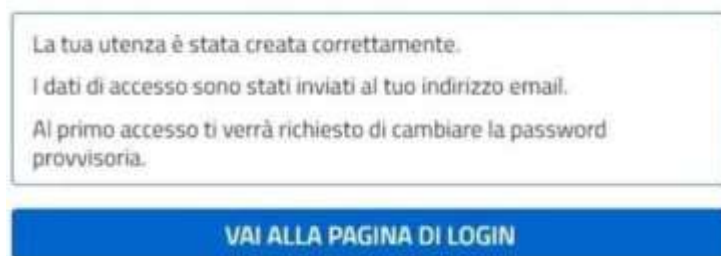 La tua utenza è stata creata correttamente.
I dati di accesso sono stati inviati al tuo indirizzo email.
Al primo accesso ti verrà richiesto di cambiare la password
provvisoria.
VAI ALLA PAGINA DI LOGIN